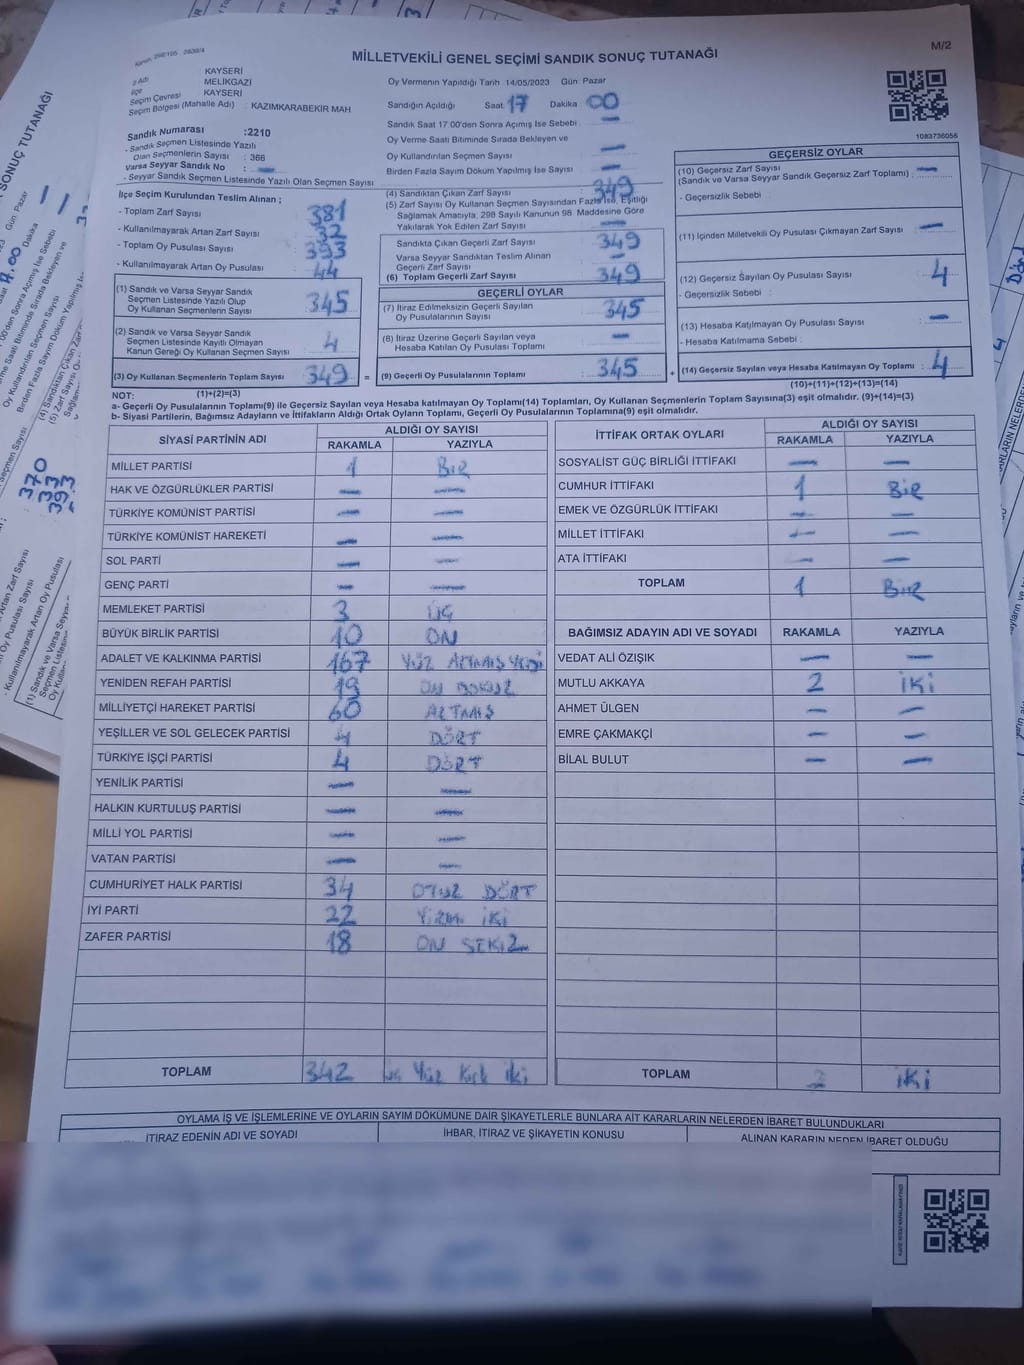 SONUÇ TUTANAĞI
MİLLETVEKİLİ GENEL SEÇİMİ SANDIK SONUÇ TUTANAĞI
M/2
İl Adı KAYSERİ
İlçe MELİKGAZİ
Seçim Çevresi KAYSERİ
Seçim Bölgesi (Mahalle Adı) : KAZIMKARABEKİR MAH
Oy Vermenin Yapıldığı Tarih 14/05/2023 Gün Pazar
Sandığın Açıldığı Saat 17 Dakika 00
Sandık Saat 17.00'den Sonra Açımış İse Sebebi : —
Oy Verme Saati Bitiminde Sırada Bekleyen ve
Oy Kullandırılan Seçmen Sayısı —
Birden Fazla Sayım Döküm Yapılmış İse Sayısı : —
1083736056
Sandık Numarası :2210
- Sandık Seçmen Listesinde Yazılı
Olan Seçmenlerin Sayısı : 366
Varsa Seyyar Sandık No : —
- Seyyar Sandık Seçmen Listesinde Yazılı Olan Seçmen Sayısı
İlçe Seçim Kurulundan Teslim Alınan ;
- Toplam Zarf Sayısı : 381
- Kullanılmayarak Artan Zarf Sayısı : 32
- Toplam Oy Pusulası Sayısı : 393
- Kullanılmayarak Artan Oy Pusulası : 44
(1) Sandık ve Varsa Seyyar Sandık
Seçmen Listesinde Yazılı Olup
Oy Kullanan Seçmenlerin Sayısı : 345
(2) Sandık ve Varsa Seyyar Sandık
Seçmen Listesinde Kayıtlı Olmayan
Kanun Gereği Oy Kullanan Seçmen Sayısı : 4
(3) Oy Kullanan Seçmenlerin Toplam Sayısı : 349
(4) Sandıktan Çıkan Zarf Sayısı : 349
(5) Zarf Sayısı Oy Kullanan Seçmen Sayısından Fazla İse, Eşitliği
Sağlamak Amacıyla, 298 Sayılı Kanunun 98. Maddesine Göre
Yakılarak Yok Edilen Zarf Sayısı : —
Sandıkta Çıkan Geçerli Zarf Sayısı : 349
Varsa Seyyar Sandıktan Teslim Alınan
Geçerli Zarf Sayısı : —
(6) Toplam Geçerli Zarf Sayısı : 349
GEÇERLİ OYLAR
(7) İtiraz Edilmeksizin Geçerli Sayılan
Oy Pusulalarının Sayısı : 345
(8) İtiraz Üzerine Geçerli Sayılan veya
Hesaba Katılan Oy Pusulası Toplamı : —
= (9) Geçerli Oy Pusulalarının Toplamı : 345
GEÇERSİZ OYLAR
(10) Geçersiz Zarf Sayısı
(Sandık ve Varsa Seyyar Sandık Geçersiz Zarf Toplamı) : —
- Geçersizlik Sebebi :
(11) İçinden Milletvekili Oy Pusulası Çıkmayan Zarf Sayısı : —
(12) Geçersiz Sayılan Oy Pusulası Sayısı : 4
- Geçersizlik Sebebi :
(13) Hesaba Katılmayan Oy Pusulası Sayısı : —
- Hesaba Katılmama Sebebi :
+ (14) Geçersiz Sayılan veya Hesaba Katılmayan Oy Toplamı : 4
NOT: (1)+(2)=(3)
(10)+(11)+(12)+(13)=(14)
a- Geçerli Oy Pusulalarının Toplamı(9) ile Geçersiz Sayılan veya Hesaba katılmayan Oy Toplamı(14) Toplamları, Oy Kullanan Seçmenlerin Toplam Sayısına(3) eşit olmalıdır. (9)+(14)=(3)
b- Siyasi Partilerin, Bağımsız Adayların ve İttifakların Aldığı Ortak Oyların Toplamı, Geçerli Oy Pusulalarının Toplamına(9) eşit olmalıdır.
SİYASİ PARTİNİN ADI ALDIĞI OY SAYISI
RAKAMLA YAZIYLA
MİLLET PARTİSİ 1 BİR
HAK VE ÖZGÜRLÜKLER PARTİSİ — —
TÜRKİYE KOMÜNİST PARTİSİ — —
TÜRKİYE KOMÜNİST HAREKETİ — —
SOL PARTİ — —
GENÇ PARTİ — —
MEMLEKET PARTİSİ 3 ÜÇ
BÜYÜK BİRLİK PARTİSİ 10 ON
ADALET VE KALKINMA PARTİSİ 167 YÜZ ALTMIŞ YEDİ
YENİDEN REFAH PARTİSİ 19 ON DOKUZ
MİLLİYETÇİ HAREKET PARTİSİ 60 ALTMIŞ
YEŞİLLER VE SOL GELECEK PARTİSİ 4 DÖRT
TÜRKİYE İŞÇİ PARTİSİ 4 DÖRT
YENİLİK PARTİSİ — —
HALKIN KURTULUŞ PARTİSİ — —
MİLLİ YOL PARTİSİ — —
VATAN PARTİSİ — —
CUMHURİYET HALK PARTİSİ 34 OTUZ DÖRT
İYİ PARTİ 22 YİRMİ İKİ
ZAFER PARTİSİ 18 ON SEKİZ
TOPLAM 342 üç Yüz Kırk iki
İTTİFAK ORTAK OYLARI ALDIĞI OY SAYISI
RAKAMLA YAZIYLA
SOSYALİST GÜÇ BİRLİĞİ İTTİFAKI — —
CUMHUR İTTİFAKI 1 BİR
EMEK VE ÖZGÜRLÜK İTTİFAKI — —
MİLLET İTTİFAKI — —
ATA İTTİFAKI — —
TOPLAM 1 BİR
BAĞIMSIZ ADAYIN ADI VE SOYADI RAKAMLA YAZIYLA
VEDAT ALİ ÖZIŞIK — —
MUTLU AKKAYA 2 İKİ
AHMET ÜLGEN — —
EMRE ÇAKMAKÇİ — —
BİLAL BULUT — —
TOPLAM 2 İKİ
OYLAMA İŞ VE İŞLEMLERİNE VE OYLARIN SAYIM DÖKÜMÜNE DAİR ŞİKAYETLERLE BUNLARA AİT KARARLARIN NELERDEN İBARET BULUNDUKLARI
İTİRAZ EDENİN ADI VE SOYADI İHBAR, İTİRAZ VE ŞİKAYETİN KONUSU ALINAN KARARIN NEDEN İBARET OLDUĞU